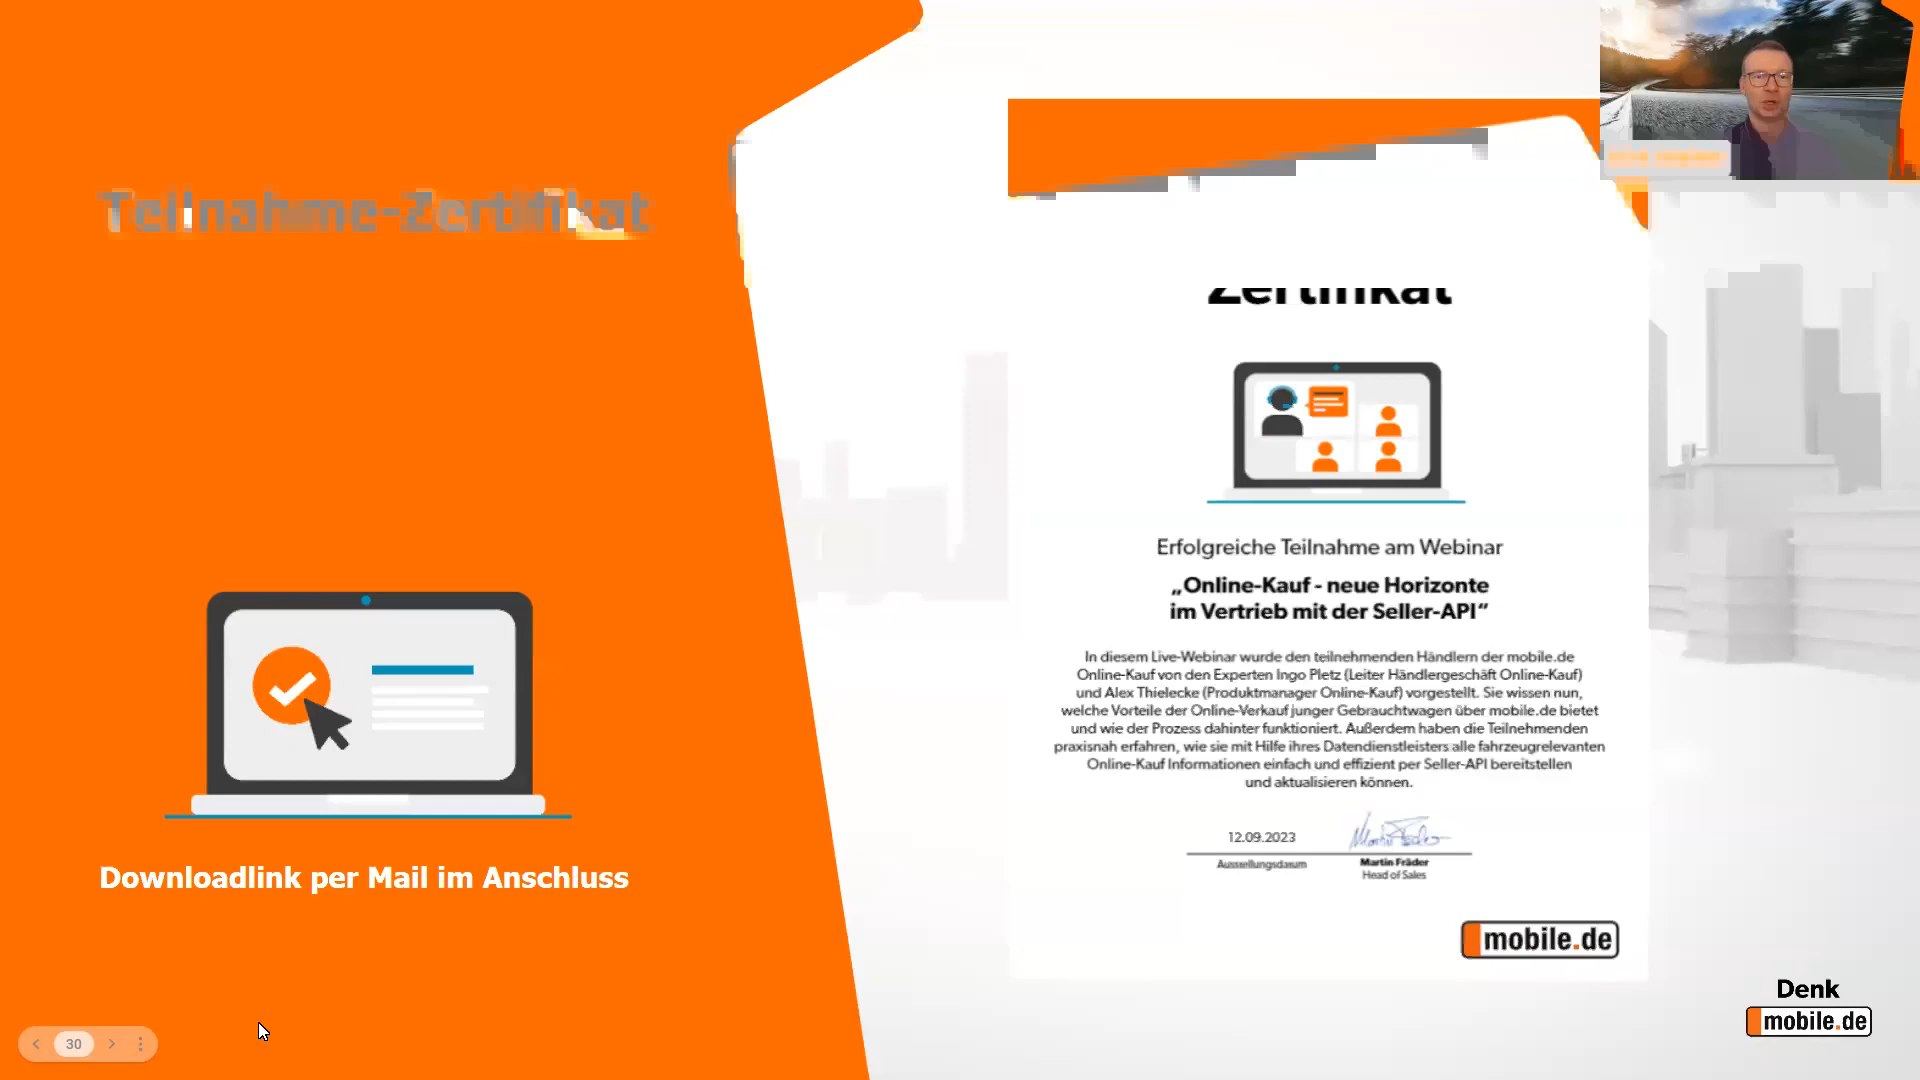 Teilnahme-Zertifikat
Downloadlink per Mail im Anschluss
30
Zertifikat
Erfolgreiche Teilnahme am Webinar
„Online-Kauf - neue Horizonte
im Vertrieb mit der Seller-API“
In diesem Live-Webinar wurde den teilnehmenden Händlern der mobile.de
Online-Kauf von den Experten Ingo Pletz (Leiter Händlergeschäft Online-Kauf)
und Alex Thielecke (Produktmanager Online-Kauf) vorgestellt. Sie wissen nun,
welche Vorteile der Online-Verkauf junger Gebrauchtwagen über mobile.de bietet
und wie der Prozess dahinter funktioniert. Außerdem haben die Teilnehmenden
praxisnah erfahren, wie sie mit Hilfe ihres Datendienstleisters alle fahrzeugrelevanten
Online-Kauf Informationen einfach und effizient per Seller-API bereitstellen
und aktualisieren können.
12.09.2023
Ausstellungsdatum
Martin Fräder
Head of Sales
mobile.de
Denk
mobile.de